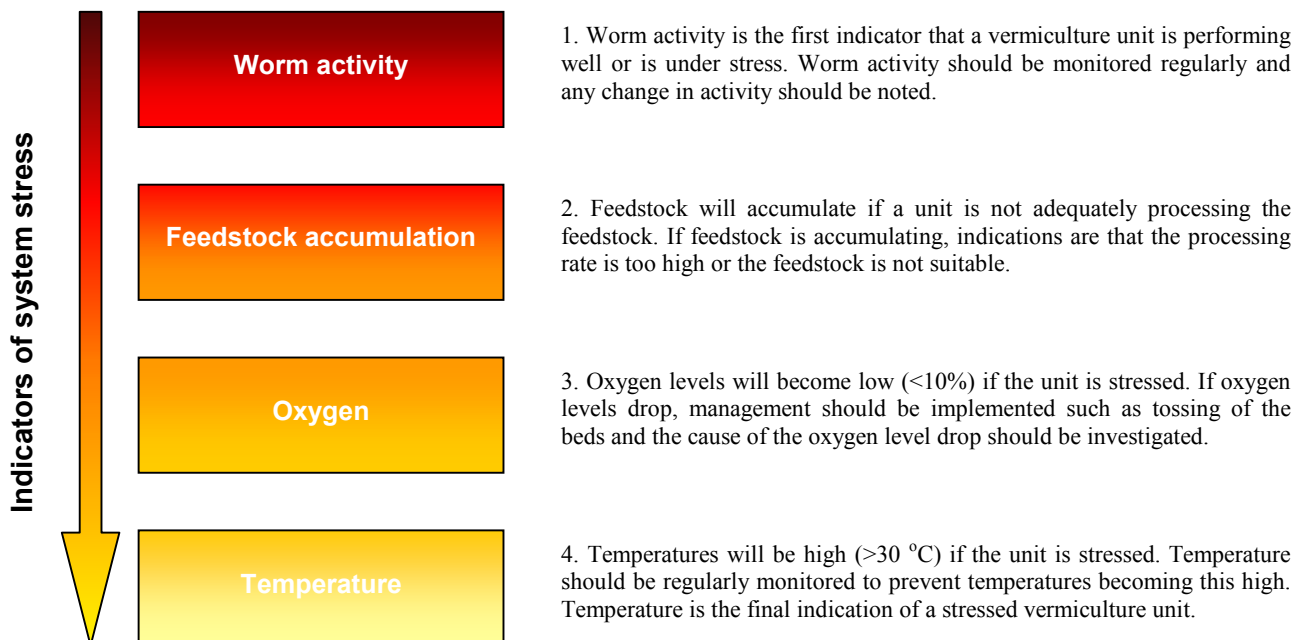 Indicators of system stress
Worm activity
1. Worm activity is the first indicator that a vermiculture unit is performing
well or is under stress. Worm activity should be monitored regularly and
any change in activity should be noted.
Feedstock accumulation
2. Feedstock will accumulate if a unit is not adequately processing the
feedstock. If feedstock is accumulating, indications are that the processing
rate is too high or the feedstock is not suitable.
Oxygen
3. Oxygen levels will become low (<10%) if the unit is stressed. If oxygen
levels drop, management should be implemented such as tossing of the
beds and the cause of the oxygen level drop should be investigated.
Temperature
4. Temperatures will be high (>30 °C) if the unit is stressed. Temperature
should be regularly monitored to prevent temperatures becoming this high.
Temperature is the final indication of a stressed vermiculture unit.